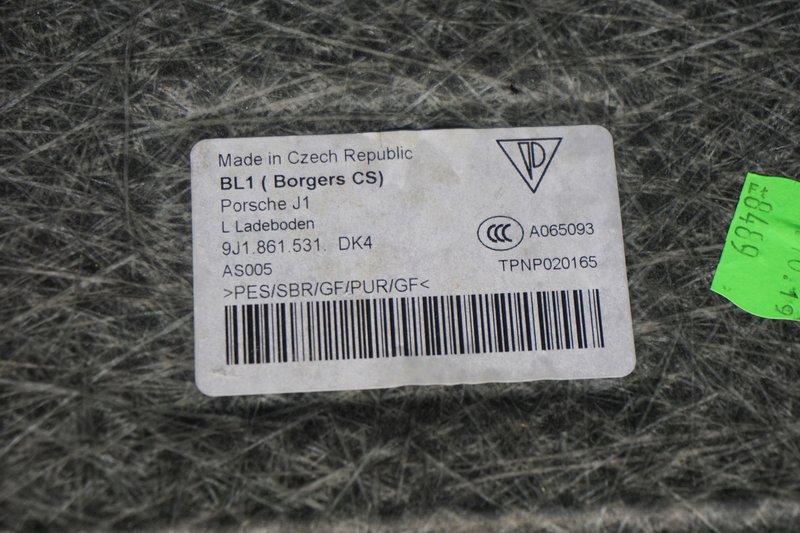 Made in Czech Republic
BL1 ( Borgers CS)
Porsche J1
L Ladeboden
9J1.861.531. DK4
AS005
>PES/SBR/GF/PUR/GF<
CCC A065093
TPNP020165